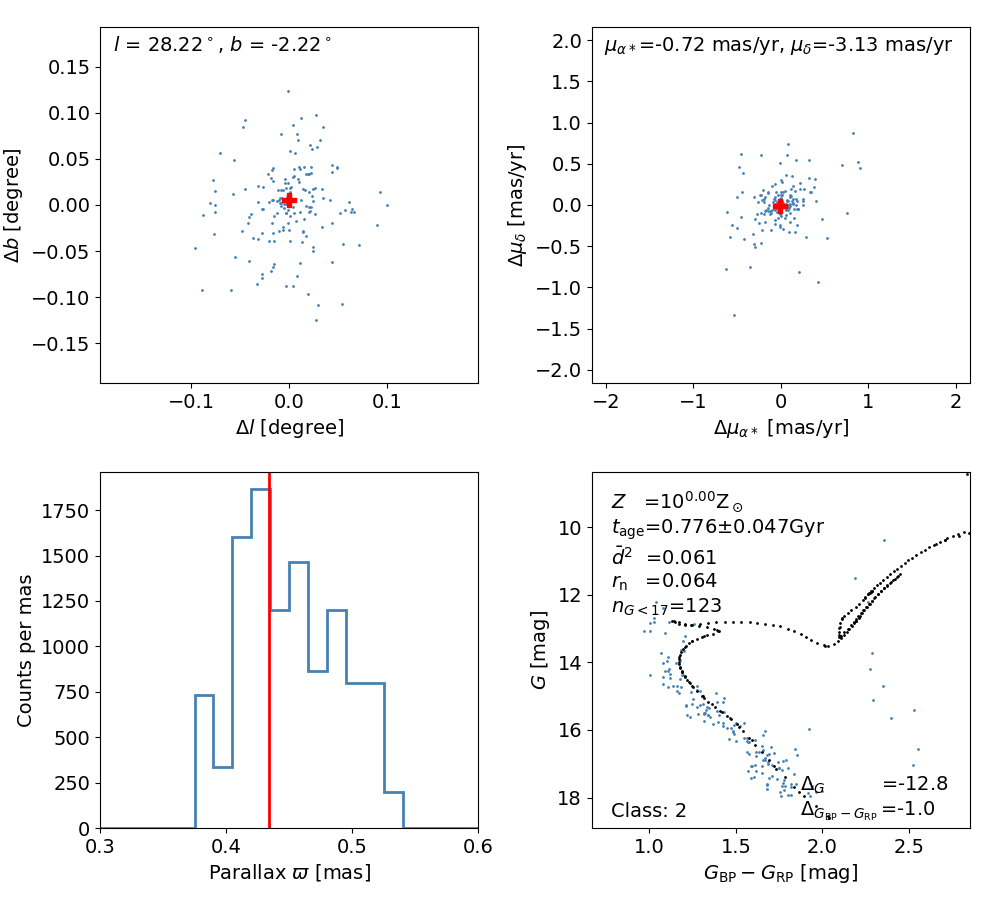 l = 28.22°, b = -2.22°
0.15
0.10
0.05
0.00
−0.05
−0.10
−0.15
Δb [degree]
−0.1
0.0
0.1
Δl [degree]
μα*=-0.72 mas/yr, μδ=-3.13 mas/yr
2.0
1.5
1.0
0.5
0.0
−0.5
−1.0
−1.5
−2.0
Δμδ [mas/yr]
−2
−1
0
1
2
Δμα* [mas/yr]
1750
1500
1250
1000
750
500
250
0
Counts per mas
0.3
0.4
0.5
0.6
Parallax ϖ [mas]
Z =10^0.00Z⊙
t_age=0.776±0.047Gyr
d̄² =0.061
r_n =0.064
n_G<17=123
Δ_G =-12.8
Class: 2
Δ_G_BP−G_RP=-1.0
10
12
14
16
18
G [mag]
1.0
1.5
2.0
2.5
G_BP − G_RP [mag]